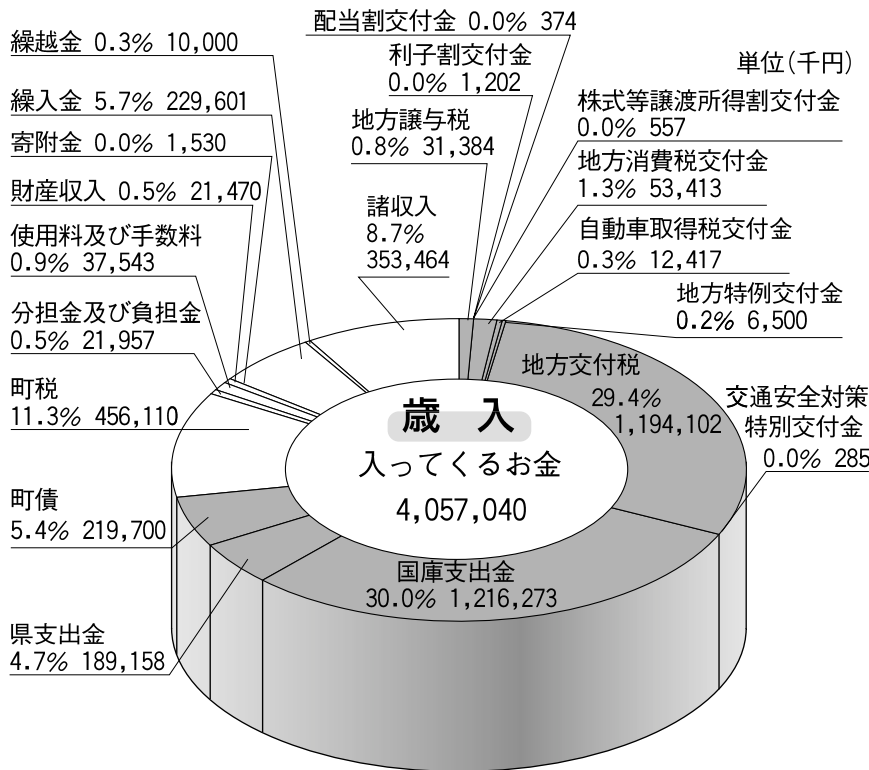 単位(千円)
配当割交付金 0.0% 374
利子割交付金
0.0% 1,202
地方譲与税
0.8% 31,384
諸収入
8.7%
353,464
繰越金 0.3% 10,000
繰入金 5.7% 229,601
寄附金 0.0% 1,530
財産収入 0.5% 21,470
使用料及び手数料
0.9% 37,543
分担金及び負担金
0.5% 21,957
町税
11.3% 456,110
町債
5.4% 219,700
県支出金
4.7% 189,158
株式等譲渡所得割交付金
0.0% 557
地方消費税交付金
1.3% 53,413
自動車取得税交付金
0.3% 12,417
地方特例交付金
0.2% 6,500
地方交付税
29.4%
1,194,102
交通安全対策
特別交付金
0.0% 285
歳 入
入ってくるお金
4,057,040
国庫支出金
30.0% 1,216,273